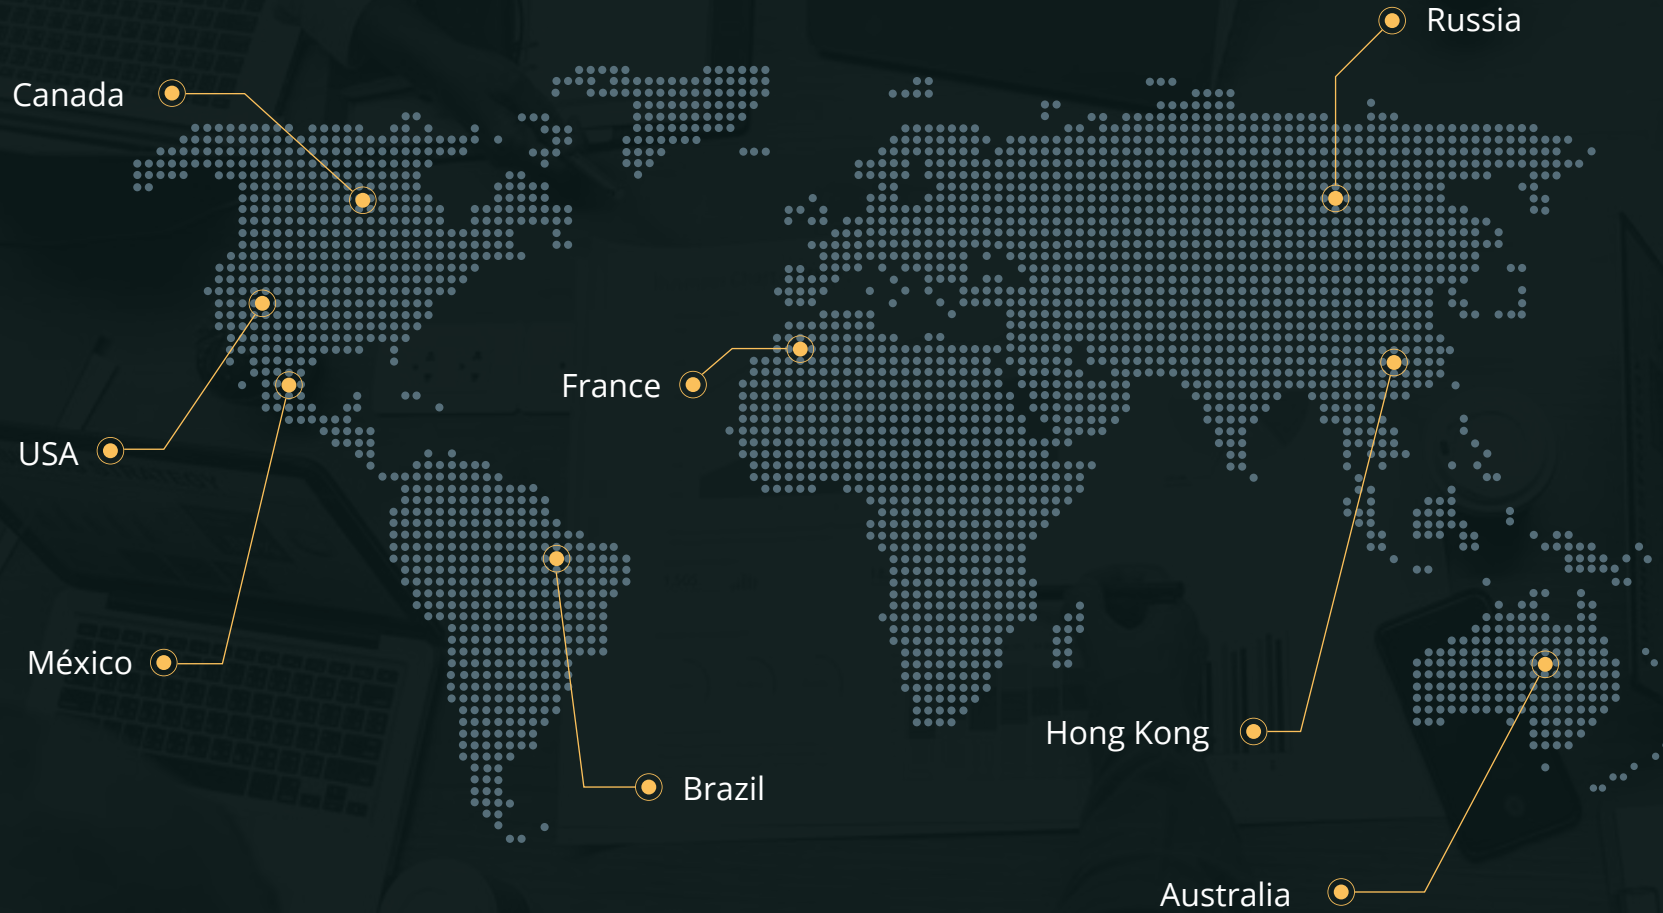 Russia
Canada
France
USA
México
Hong Kong
Brazil
Australia